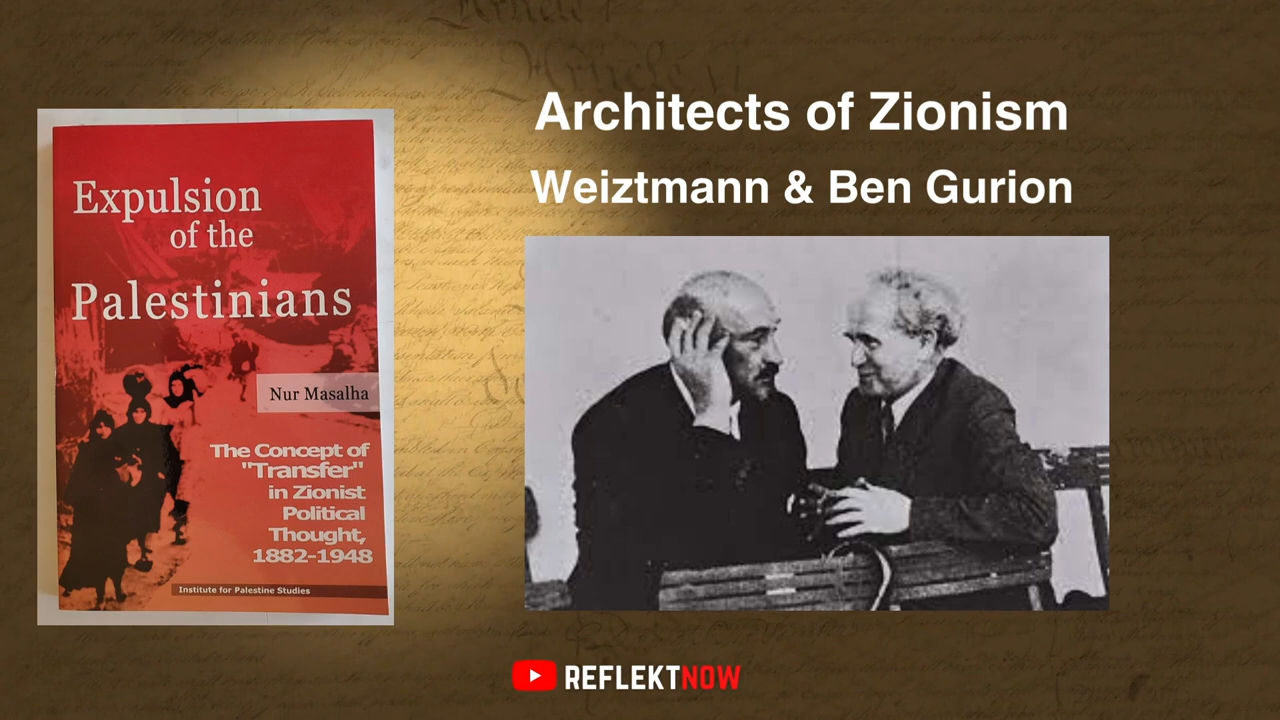 Expulsion
of the
Palestinians
Nur Masalha
The Concept of
"Transfer"
in Zionist
Political
Thought,
1882-1948
Institute for Palestine Studies
Architects of Zionism
Weiztmann & Ben Gurion
REFLEKTNOW